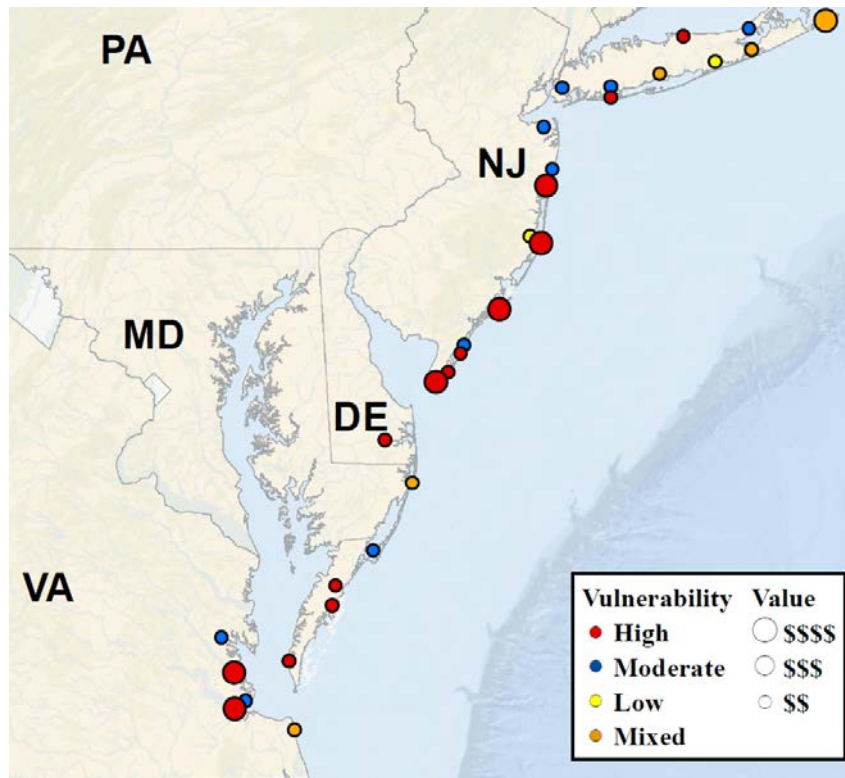 PA
NJ
MD
DE
VA
Vulnerability Value
High $$$$
Moderate $$$
Low $$
Mixed